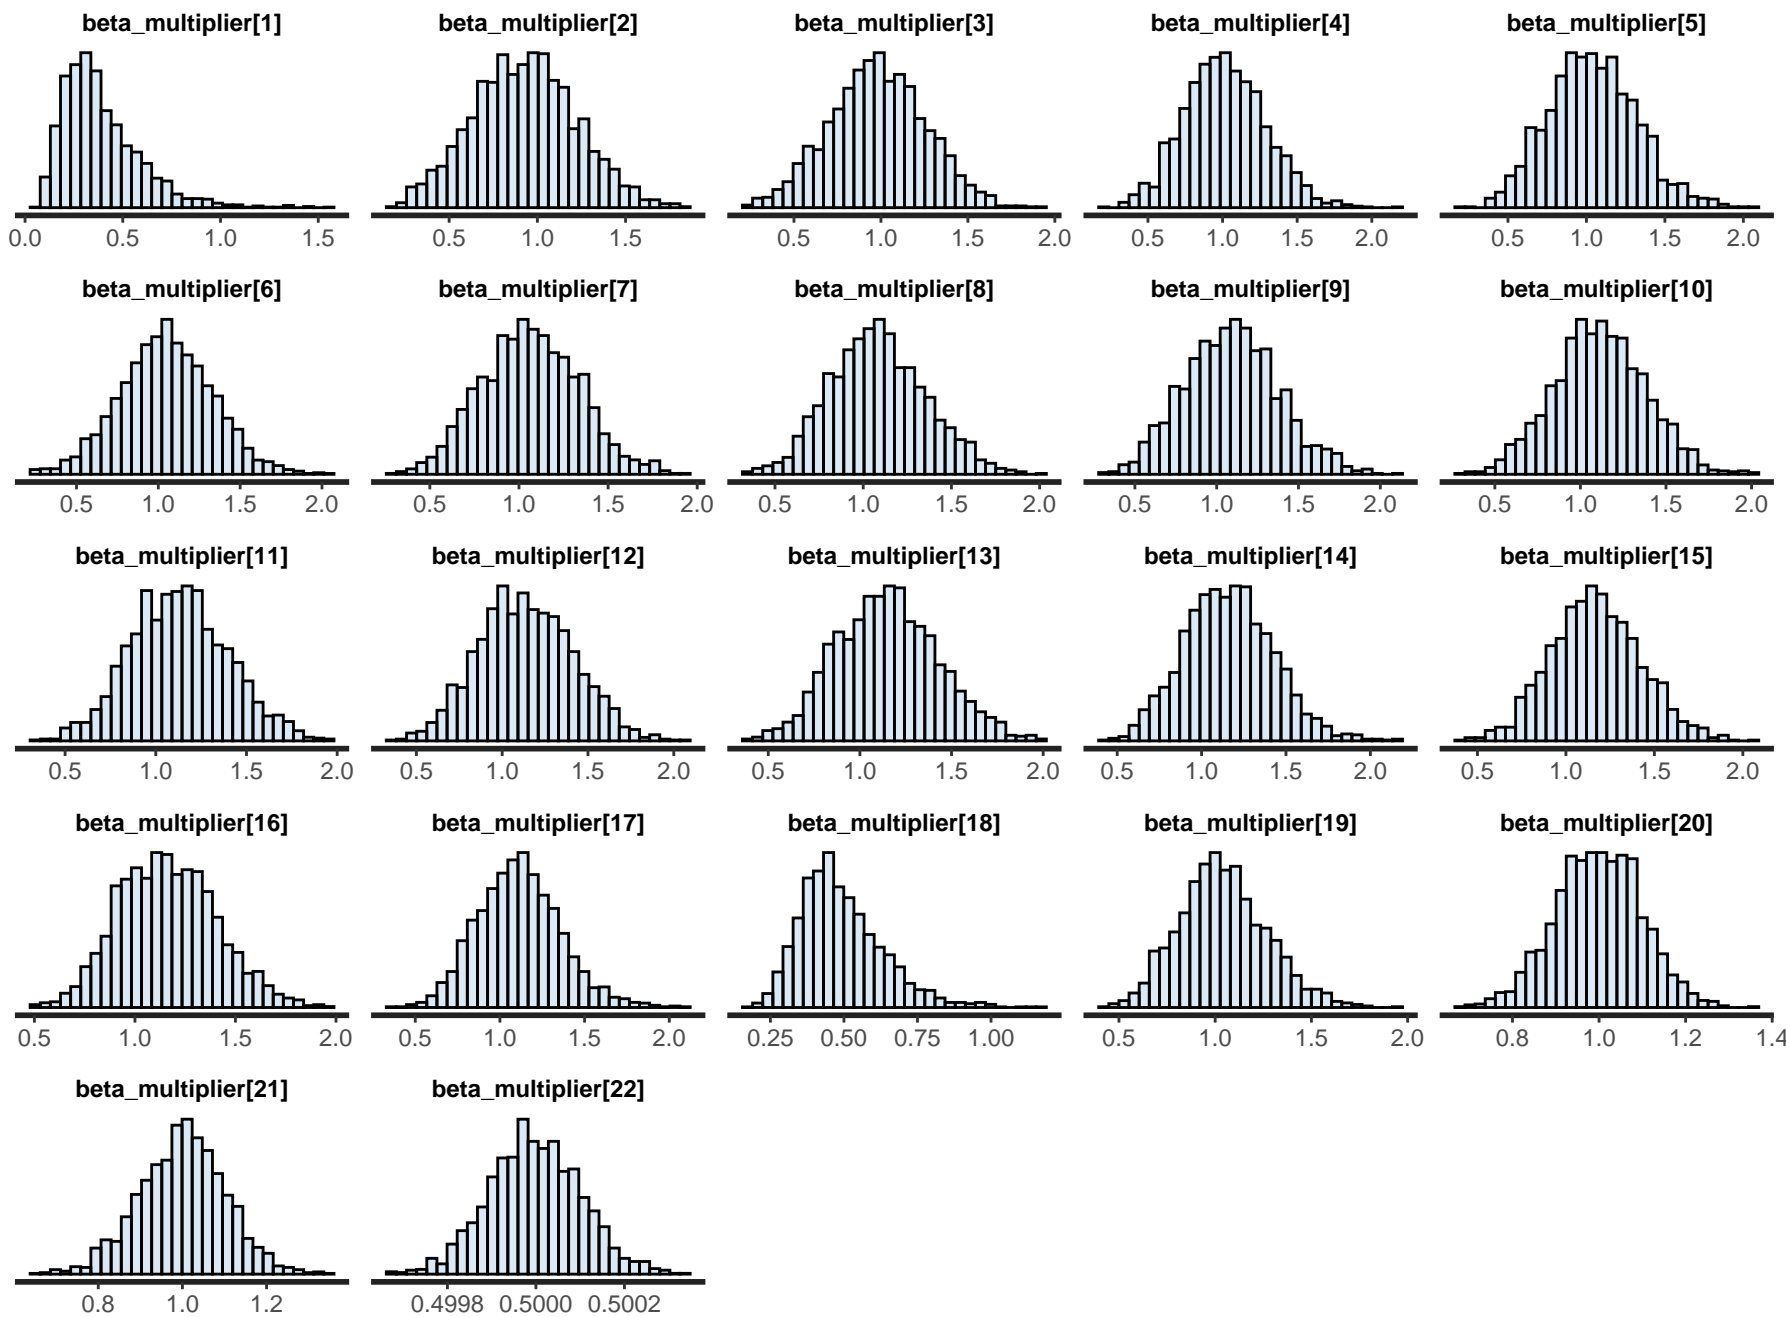 beta_multiplier[1] beta_multiplier[2] beta_multiplier[3] beta_multiplier[4] beta_multiplier[5]
0.0 0.5 1.0 1.5 0.5 1.0 1.5 0.5 1.0 1.5 2.0 0.5 1.0 1.5 2.0 0.5 1.0 1.5 2.0
beta_multiplier[6] beta_multiplier[7] beta_multiplier[8] beta_multiplier[9] beta_multiplier[10]
0.5 1.0 1.5 2.0 0.5 1.0 1.5 2.0 0.5 1.0 1.5 2.0 0.5 1.0 1.5 2.0 0.5 1.0 1.5 2.0
beta_multiplier[11] beta_multiplier[12] beta_multiplier[13] beta_multiplier[14] beta_multiplier[15]
0.5 1.0 1.5 2.0 0.5 1.0 1.5 2.0 0.5 1.0 1.5 2.0 0.5 1.0 1.5 2.0 0.5 1.0 1.5 2.0
beta_multiplier[16] beta_multiplier[17] beta_multiplier[18] beta_multiplier[19] beta_multiplier[20]
0.5 1.0 1.5 2.0 0.5 1.0 1.5 2.0 0.25 0.50 0.75 1.00 0.5 1.0 1.5 2.0 0.8 1.0 1.2 1.4
beta_multiplier[21] beta_multiplier[22]
0.8 1.0 1.2 0.4998 0.5000 0.5002